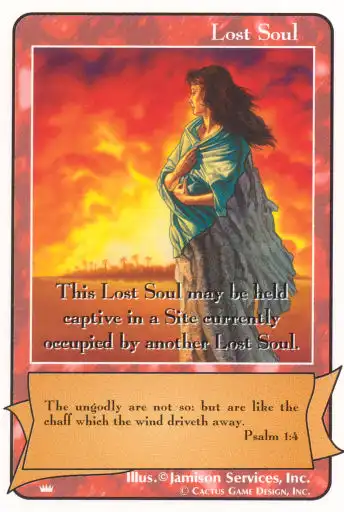 Lost Soul
This Lost Soul may be held
captive in a Site currently
occupied by another Lost Soul.
The ungodly are not so: but are like the
chaff which the wind driveth away.
Psalm 1:4
Illus.©Jamison Services, Inc.
© Cactus Game Design, Inc.